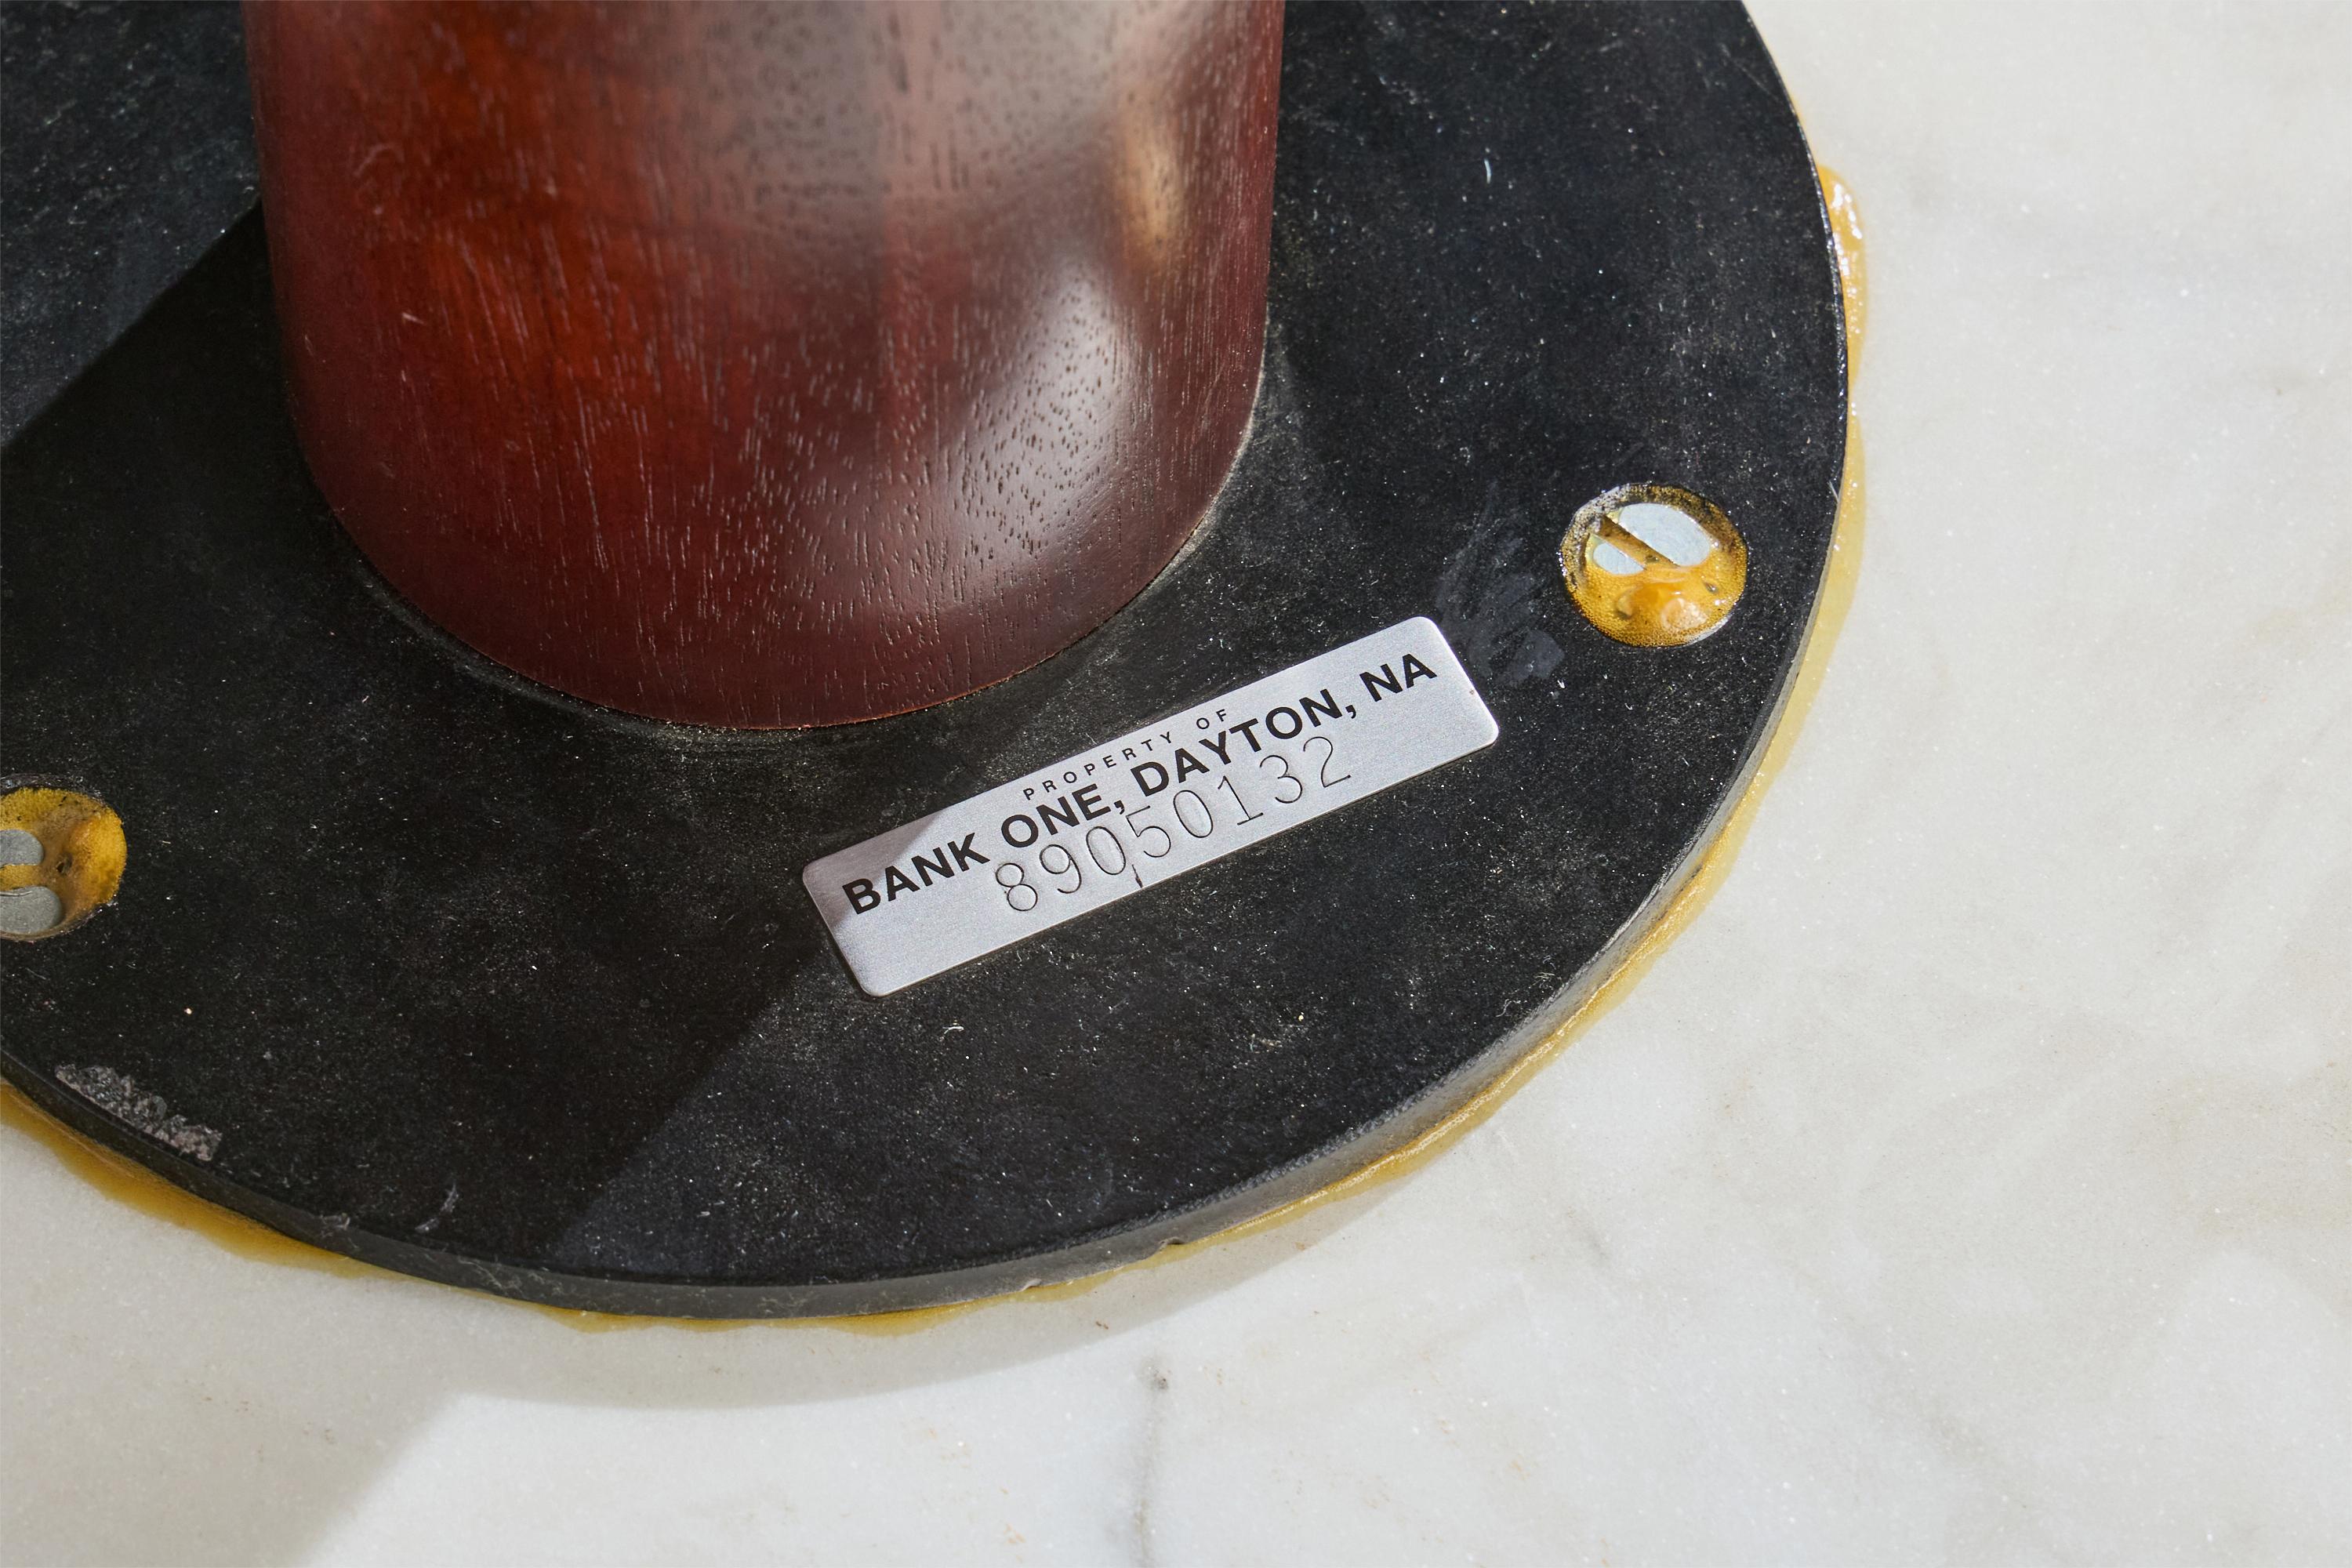 PROPERTY OF
BANK ONE, DAYTON, NA
89050132